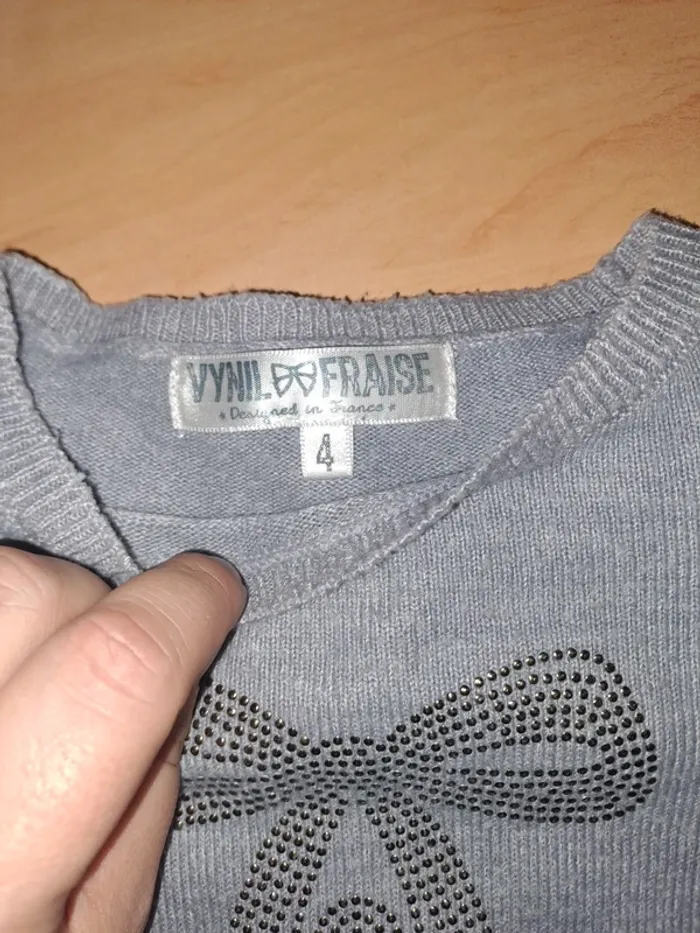 VYNIL FRAISE
* Designed in France *
4